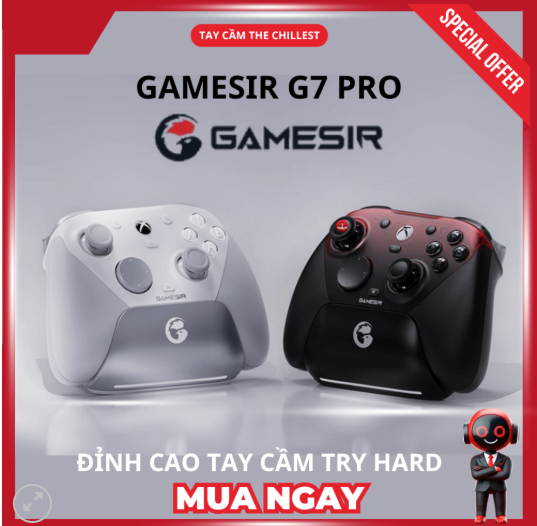 TAY CẦM THE CHILLEST
SPECIAL OFFER
GAMESIR G7 PRO
GAMESIR
GAMESIR
GAMESIR
ĐỈNH CAO TAY CẦM TRY HARD
MUA NGAY